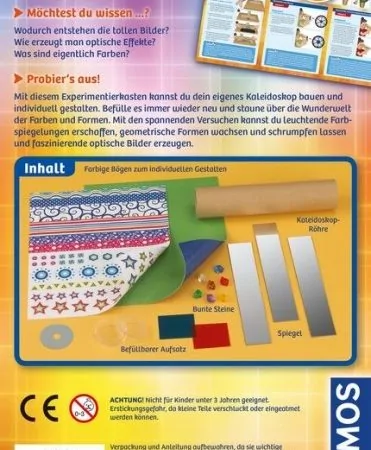 Möchtest du wissen ...?
Wodurch entstehen die tollen Bilder?
Wie erzeugt man optische Effekte?
Was sind eigentlich Farben?
Probier's aus!
Mit diesem Experimentierkasten kannst du dein eigenes Kaleidoskop bauen und
individuell gestalten. Befülle es immer wieder neu und staune über die Wunderwelt
der Farben und Formen. Mit den spannenden Versuchen kannst du leuchtende Farb-
spiegelungen erschaffen, geometrische Formen wachsen und schrumpfen lassen
und faszinierende optische Bilder erzeugen.
Inhalt
Farbige Bögen zum individuellen Gestalten
Kaleidoskop-
Röhre
Bunte Steine
Spiegel
Befüllbarer Aufsatz
CE
0-3
ACHTUNG! Nicht für Kinder unter 3 Jahren geeignet.
Erstickungsgefahr, da kleine Teile verschluckt oder eingeatmet
werden können.
Verpackung und Anleitung aufbewahren, da sie wichtige
MOS